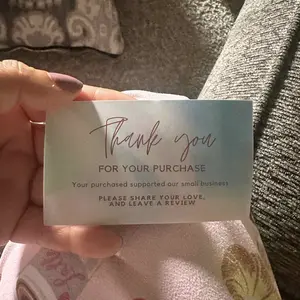 Thank you
FOR YOUR PURCHASE
Your purchased supported our small business
PLEASE SHARE YOUR LOVE,
AND LEAVE A REVIEW